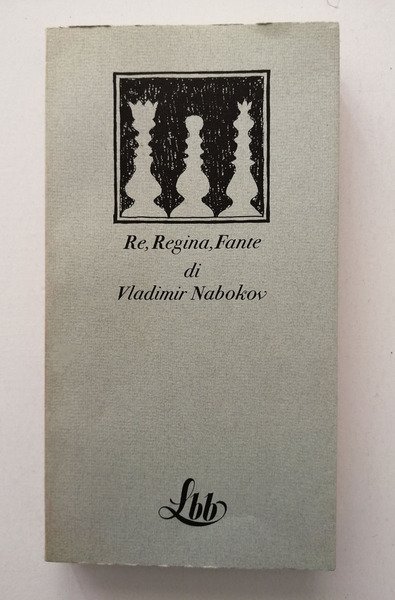 Re, Regina, Fante
di
Vladimir Nabokov
Lbb